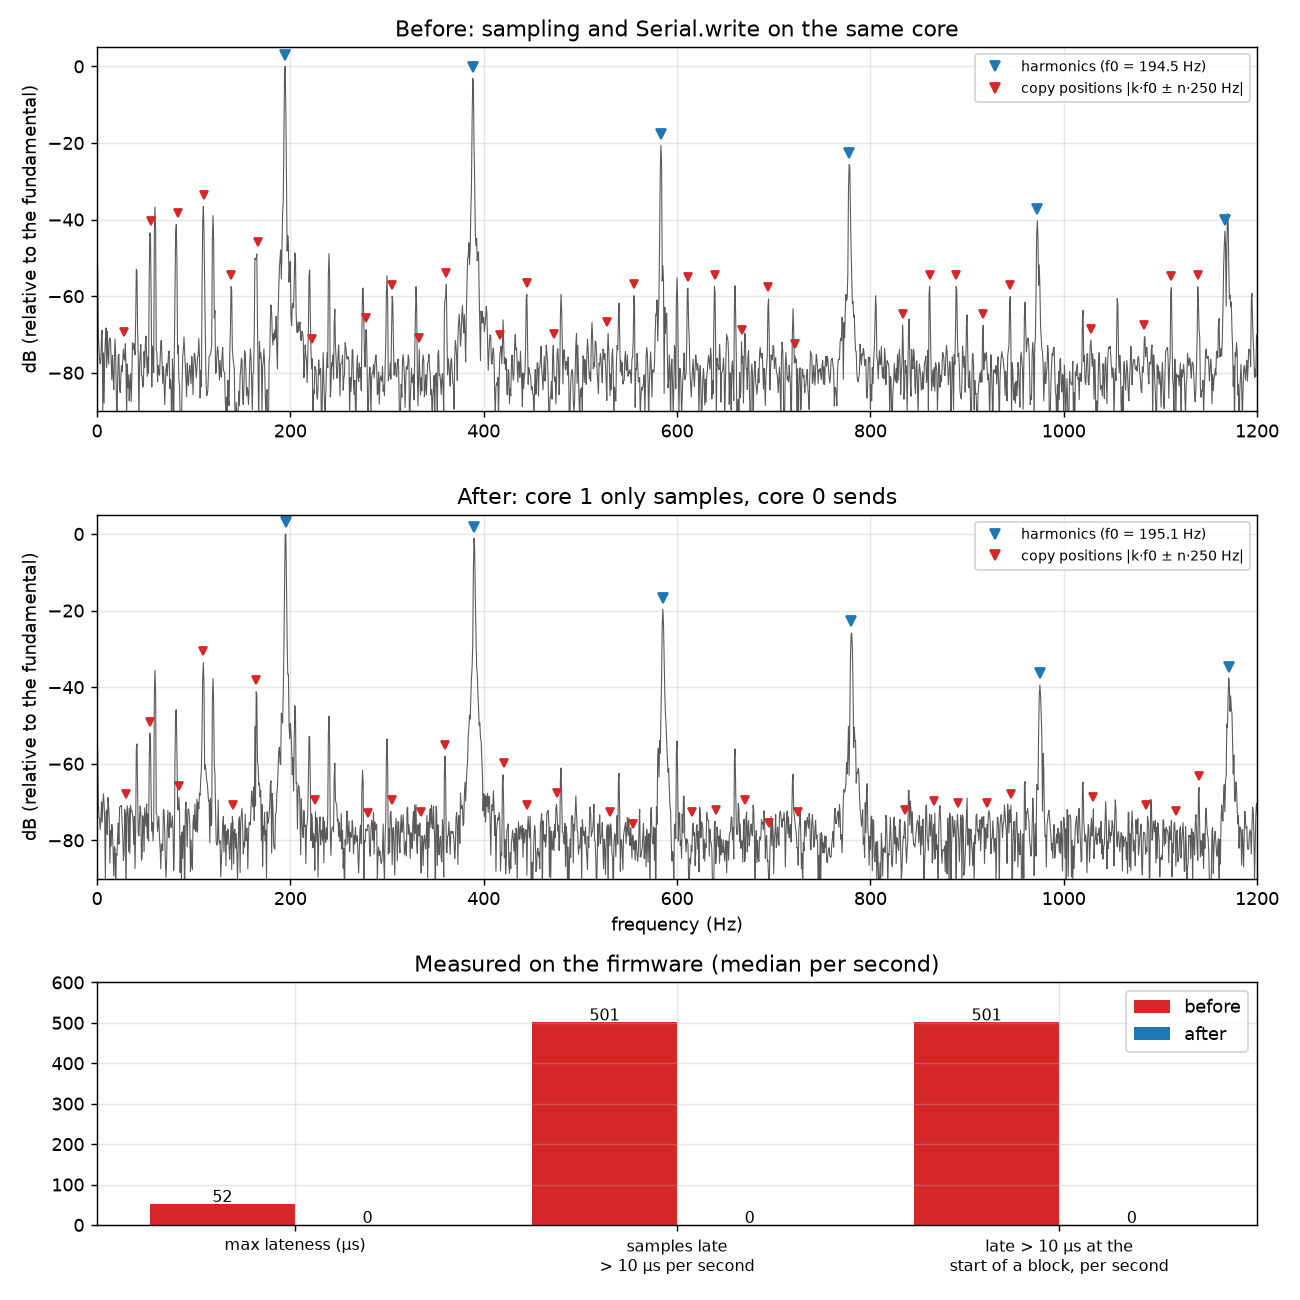 Before: sampling and Serial.write on the same core
dB (relative to the fundamental)
0
−20
−40
−60
−80
harmonics (f0 = 194.5 Hz)
copy positions |k·f0 ± n·250 Hz|
0 200 400 600 800 1000 1200
After: core 1 only samples, core 0 sends
dB (relative to the fundamental)
0
−20
−40
−60
−80
harmonics (f0 = 195.1 Hz)
copy positions |k·f0 ± n·250 Hz|
0 200 400 600 800 1000 1200
frequency (Hz)
Measured on the firmware (median per second)
600
500
400
300
200
100
0
before
after
52 0 501 0 501 0
max lateness (µs)
samples late
> 10 µs per second
late > 10 µs at the
start of a block, per second